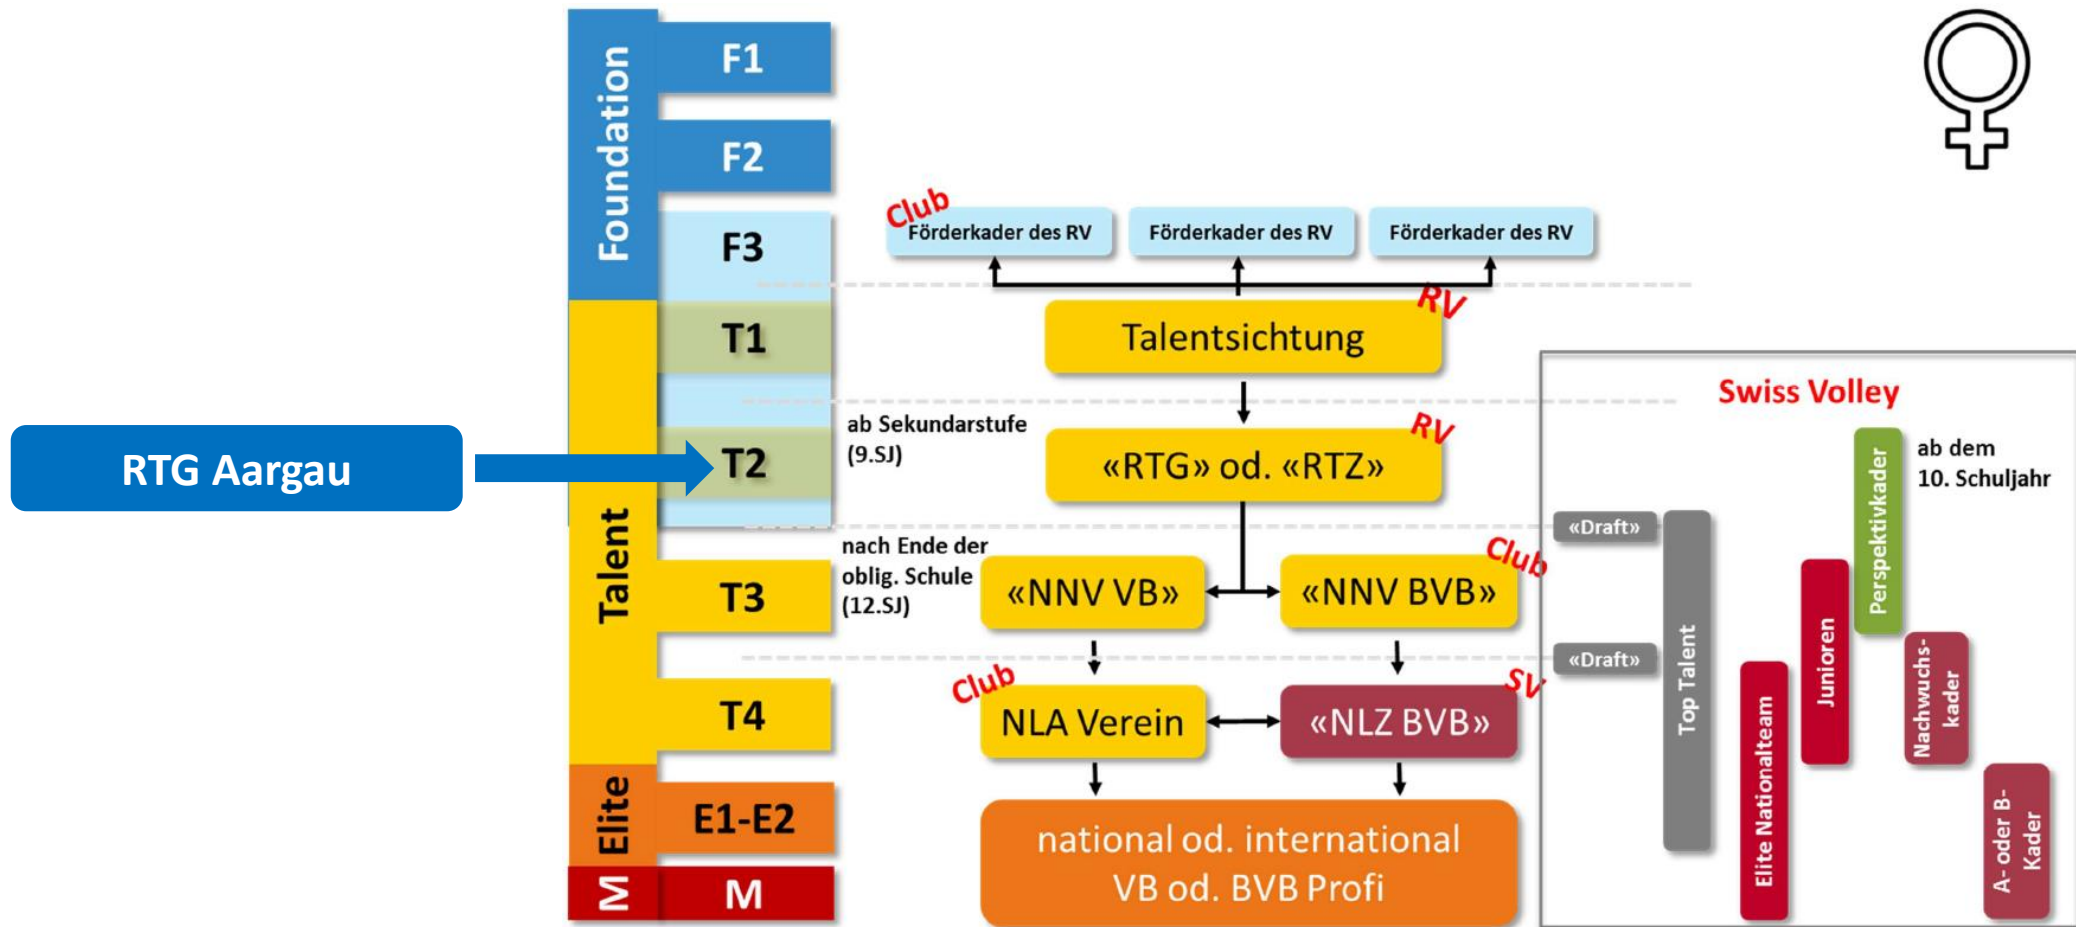 Foundation
F1
F2
F3
Talent
T1
T2
T3
T4
Elite
E1-E2
M
M
RTG Aargau
Club
Förderkader des RV
Förderkader des RV
Förderkader des RV
RV
Talentsichtung
ab Sekundarstufe
(9.SJ)
RV
«RTG» od. «RTZ»
nach Ende der
oblig. Schule
(12.SJ)
«NNV VB»
Club
«NNV BVB»
Club
NLA Verein
SV
«NLZ BVB»
national od. international
VB od. BVB Profi
Swiss Volley
«Draft»
«Draft»
Top Talent
Elite Nationalteam
Junioren
Perspektivkader
ab dem
10. Schuljahr
Nachwuchs-
kader
A- oder B-
Kader